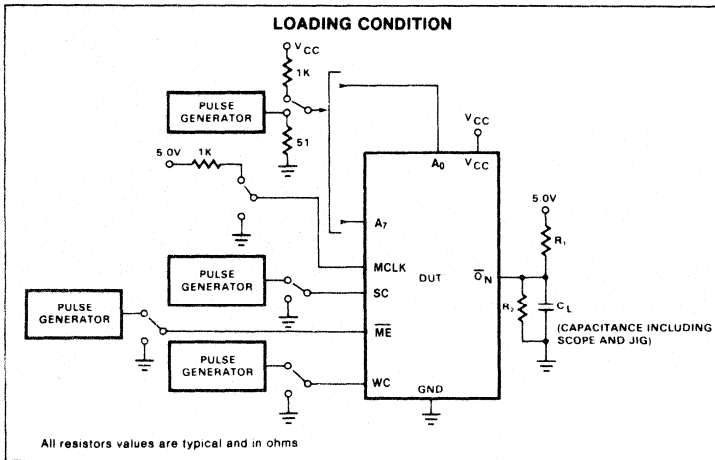 LOADING CONDITION
VCC
1K
PULSE
GENERATOR
51
5.0V
1K
VCC
A0
VCC
5.0V
R1
A7
MCLK
DUT
ON
SC
R2
CL
(CAPACITANCE INCLUDING
SCOPE AND JIG)
PULSE
GENERATOR
PULSE
GENERATOR
ME
PULSE
GENERATOR
WC
GND
All resistors values are typical and in ohms